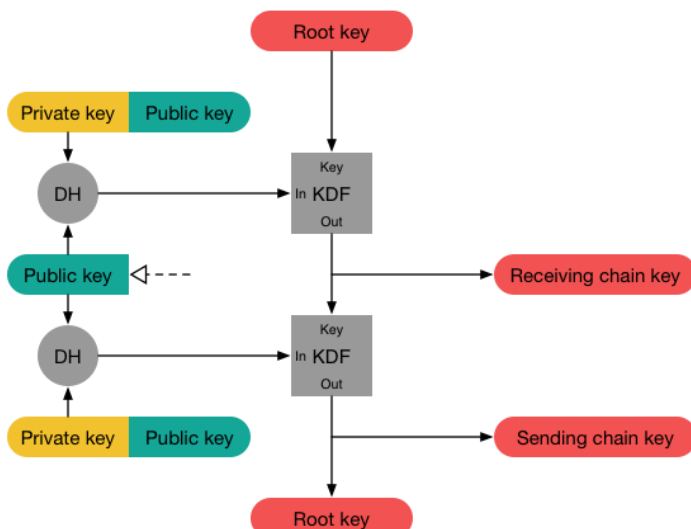 Root key
Private key Public key
Key
DH
In KDF
Out
Public key
Receiving chain key
Key
DH
In KDF
Out
Private key Public key
Sending chain key
Root key